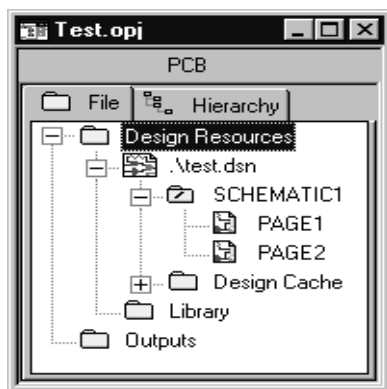 Test.opj
PCB
File Hierarchy
Design Resources
.\test.dsn
SCHEMATIC1
PAGE1
PAGE2
Design Cache
Library
Outputs